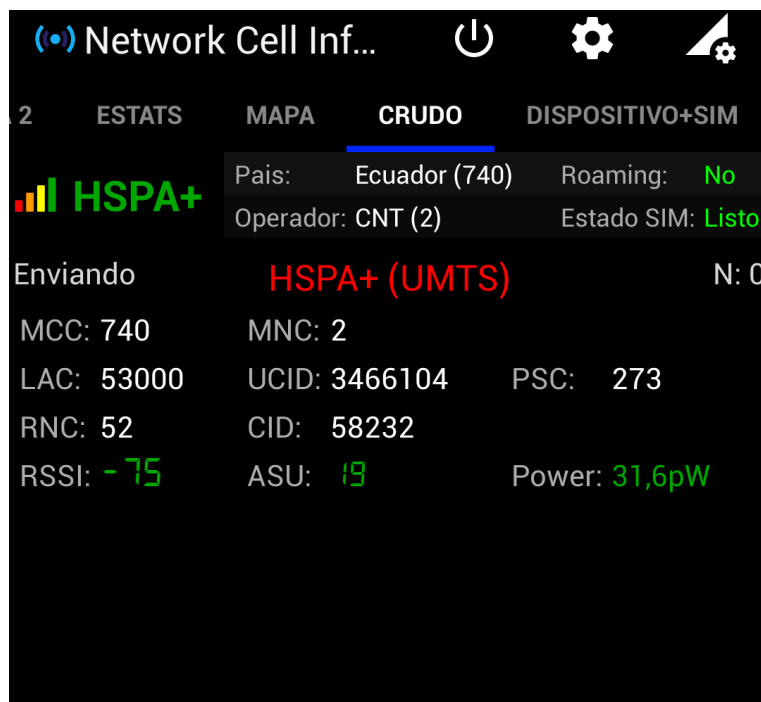 Network Cell Inf...
2 ESTATS MAPA CRUDO DISPOSITIVO+SIM
HSPA+
Pais: Ecuador (740) Roaming: No
Operador: CNT (2) Estado SIM: Listo
Enviando HSPA+ (UMTS) N: 0
MCC: 740 MNC: 2
LAC: 53000 UCID: 3466104 PSC: 273
RNC: 52 CID: 58232
RSSI: -75 ASU: 19 Power: 31,6pW